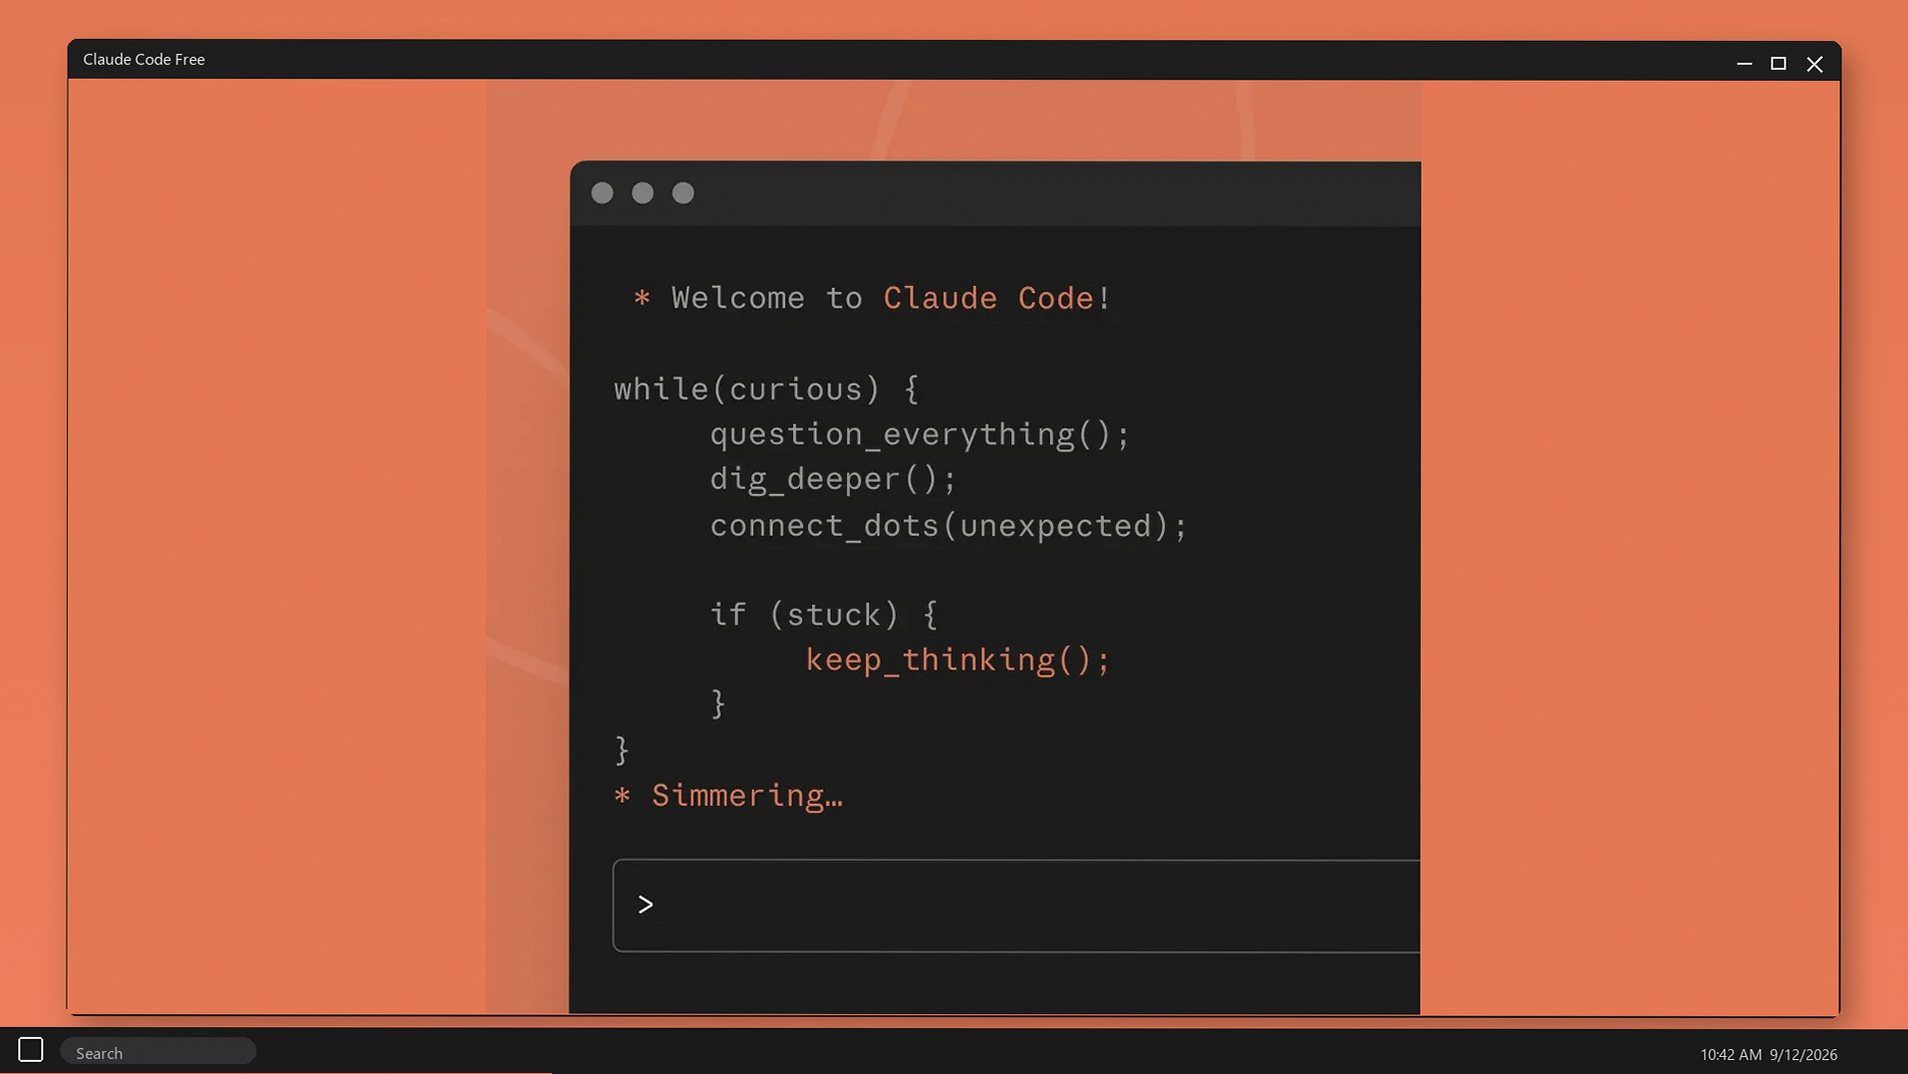 Claude Code Free
* Welcome to Claude Code!
while(curious) {
question_everything();
dig_deeper();
connect_dots(unexpected);
if (stuck) {
keep_thinking();
}
}
* Simmering…
>
Search
10:42 AM 9/12/2026